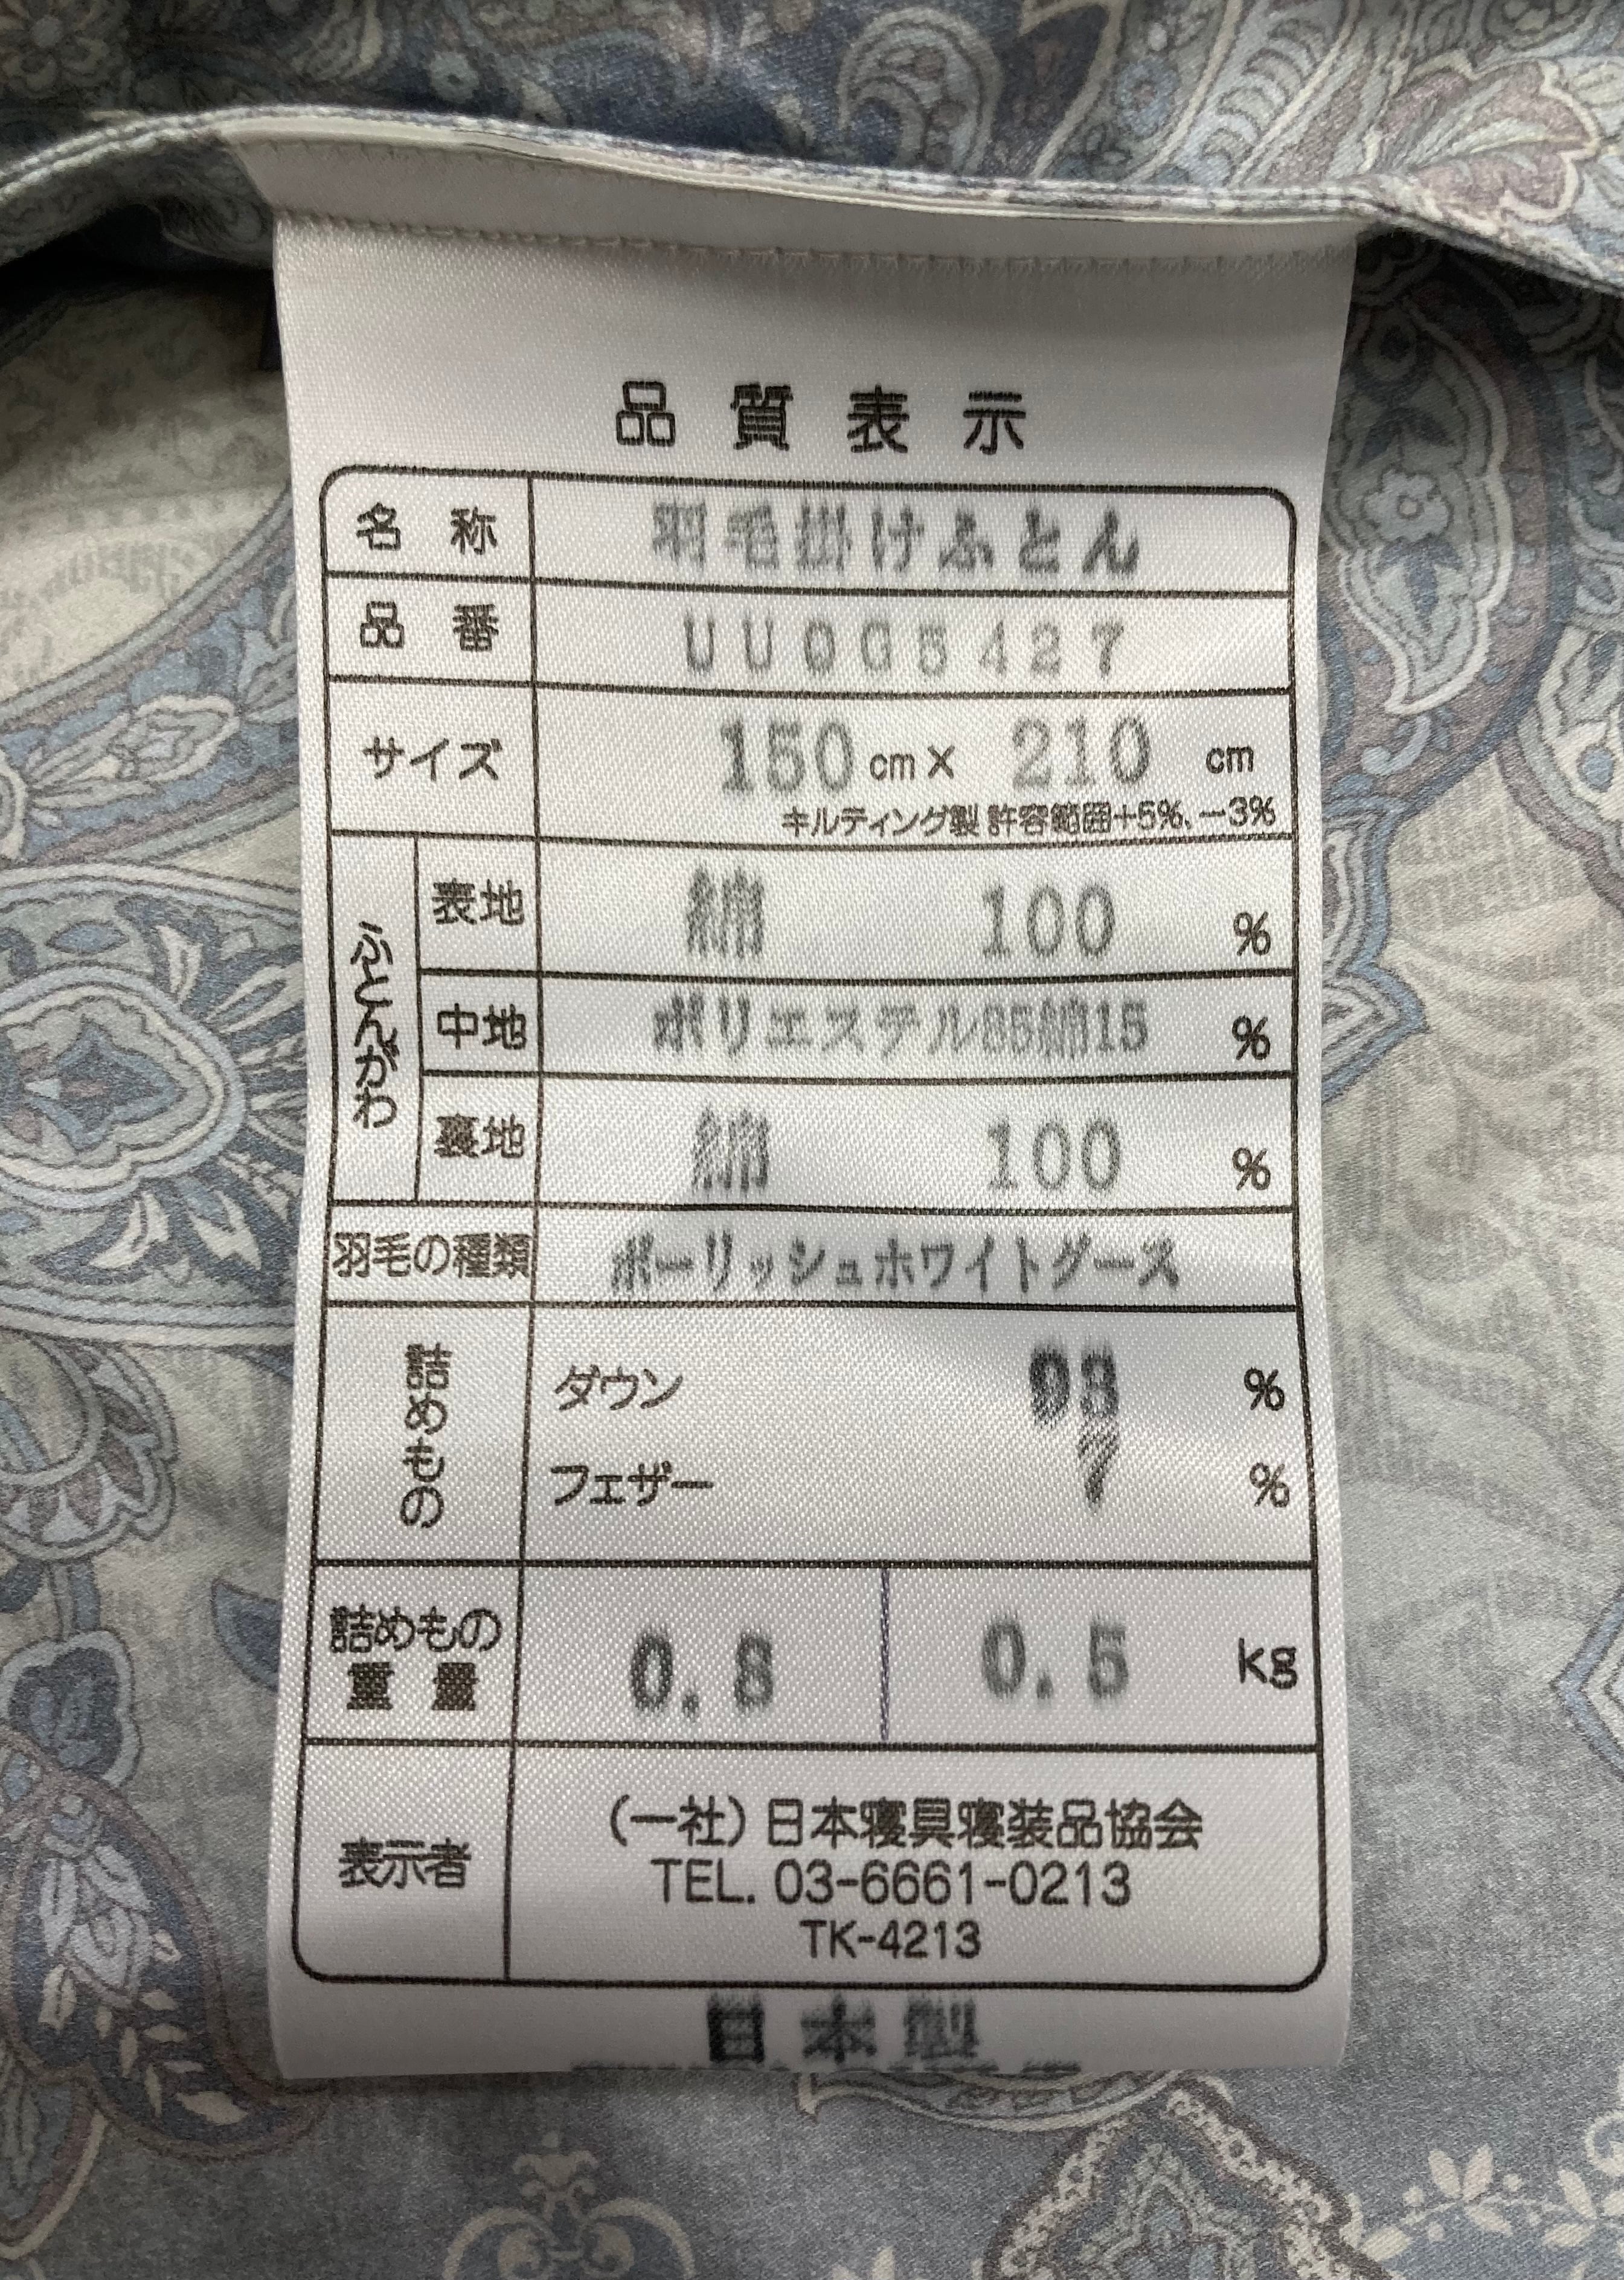 品質表示
名称 羽毛掛けふとん
品番 UU0G5427
サイズ 150cm× 210 cm
キルティング製 許容範囲+5%、-3%
ふとんがわ
表地 綿 100 %
中地 ポリエステル85綿15 %
裏地 綿 100 %
羽毛の種類 ポーリッシュホワイトグース
詰めもの
ダウン 93 %
フェザー 7 %
詰めもの重量 0.8 0.5 kg
表示者
(一社)日本寝具寝装品協会
TEL. 03-6661-0213
TK-4213
日本製